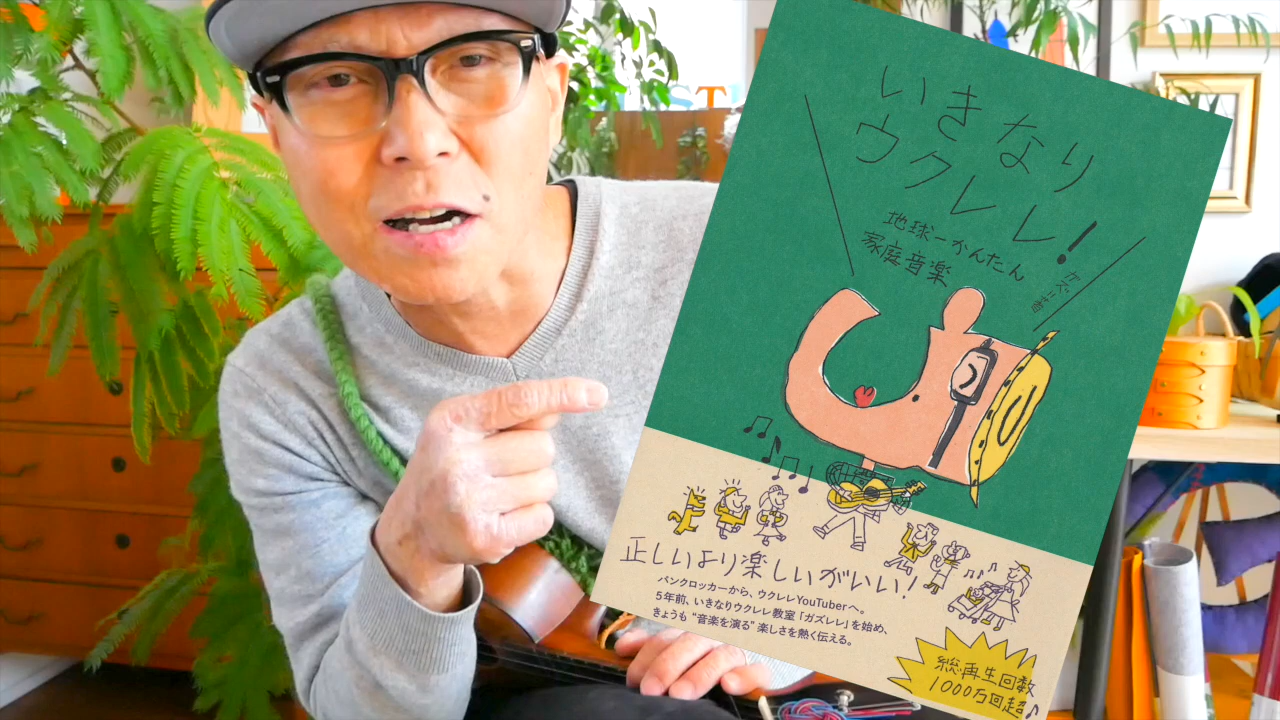 ST
いきなり
ウクレレ!
地球一かんたん
家庭音楽
ガズ
正しいより楽しいがいい!
パンクロッカーから、ウクレレYouTuberへ。
5年前、いきなりウクレレ教室「ガズレレ」を始め、
きょうも“音楽を演る”楽しさを熱く伝える。
総再生回数
1000万回超♪